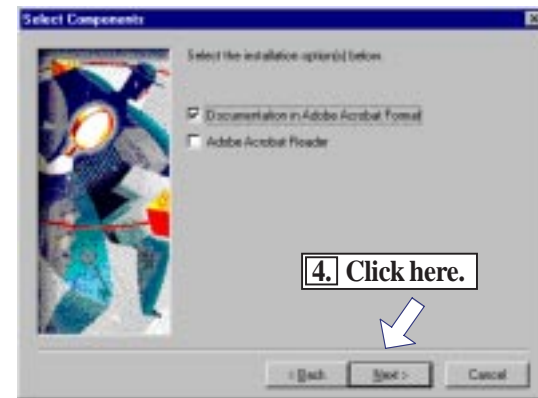 Select Components
Select the installation option(s) below.
Documentation in Adobe Acrobat Format
Adobe Acrobat Reader
4. Click here.
< Back
Next >
Cancel